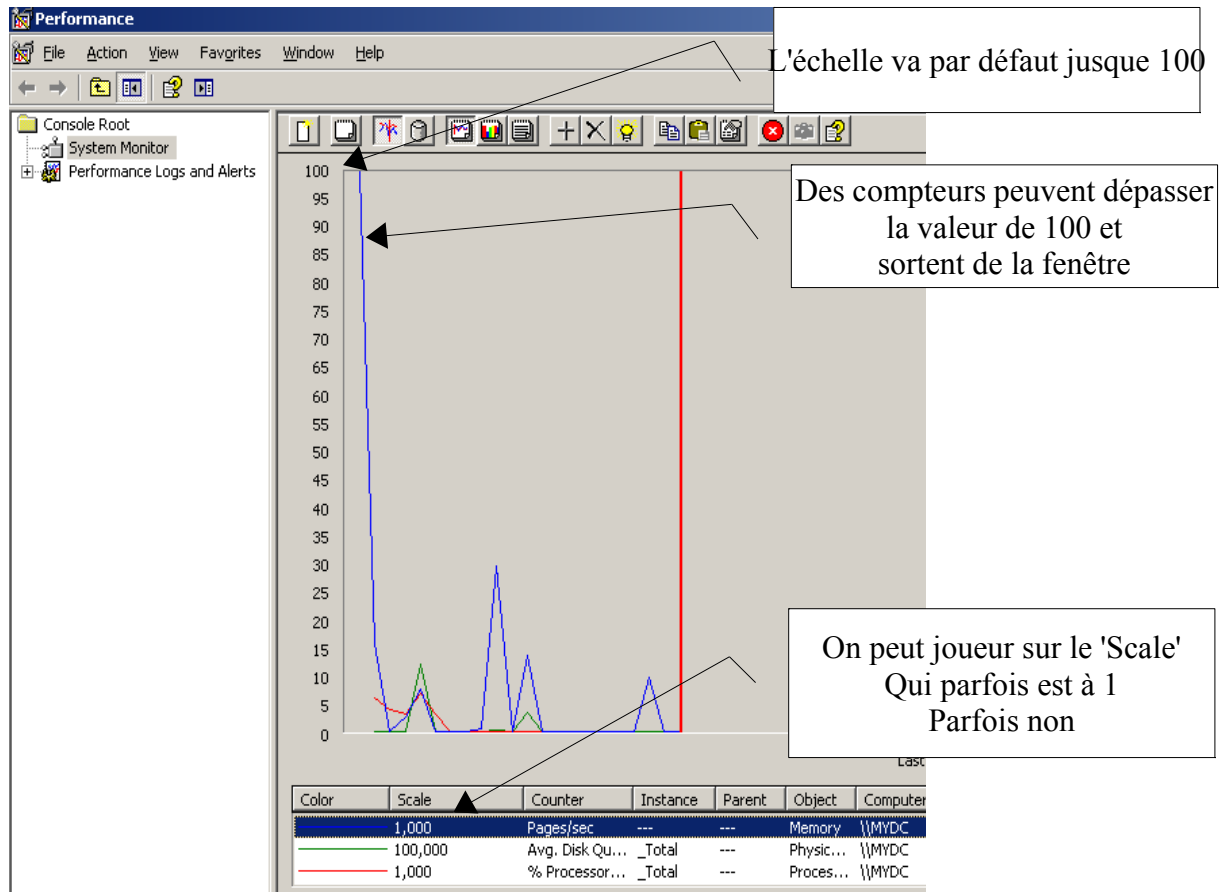 Performance
File Action View Favorites Window Help
L'échelle va par défaut jusque 100
Console Root
System Monitor
Performance Logs and Alerts
Des compteurs peuvent dépasser
la valeur de 100 et
sortent de la fenêtre
100
95
90
85
80
75
70
65
60
55
50
45
40
35
30
25
20
15
10
5
0
On peut joueur sur le 'Scale'
Qui parfois est à 1
Parfois non
Last
Color Scale Counter Instance Parent Object Computer
1,000 Pages/sec --- --- Memory \\MYDC
100,000 Avg. Disk Qu... _Total --- Physic... \\MYDC
1,000 % Processor... _Total --- Proces... \\MYDC